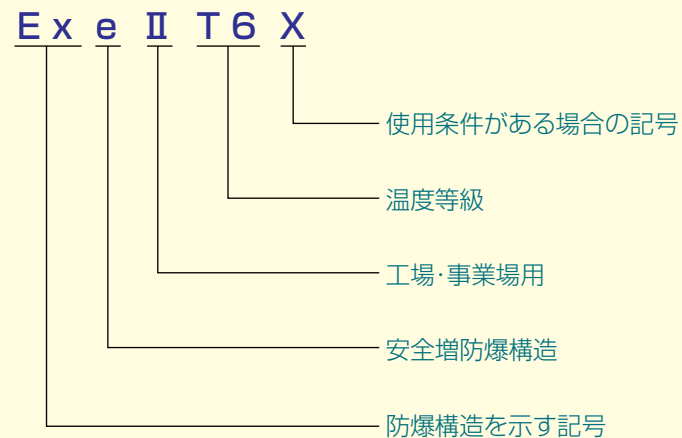 Ex e Ⅱ T6 X
使用条件がある場合の記号
温度等級
工場・事業場用
安全増防爆構造
防爆構造を示す記号